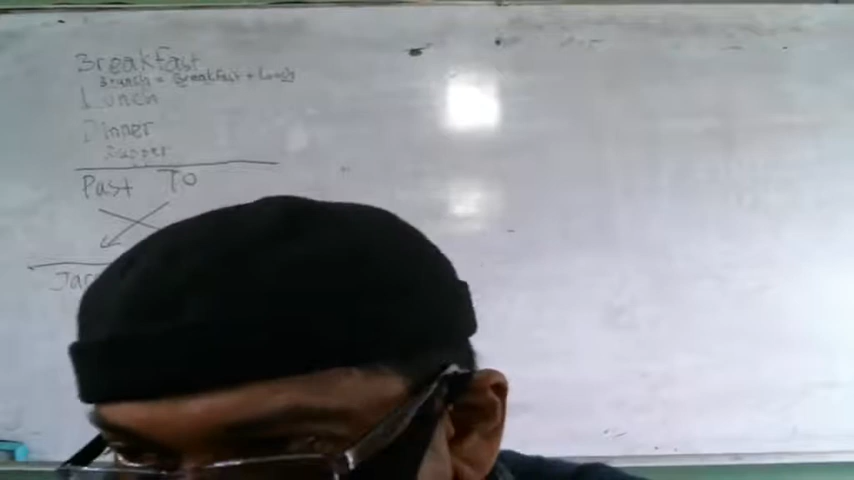 Breakfast
Brunch = Breakfast + Lunch
Lunch
Dinner
Supper
Past To